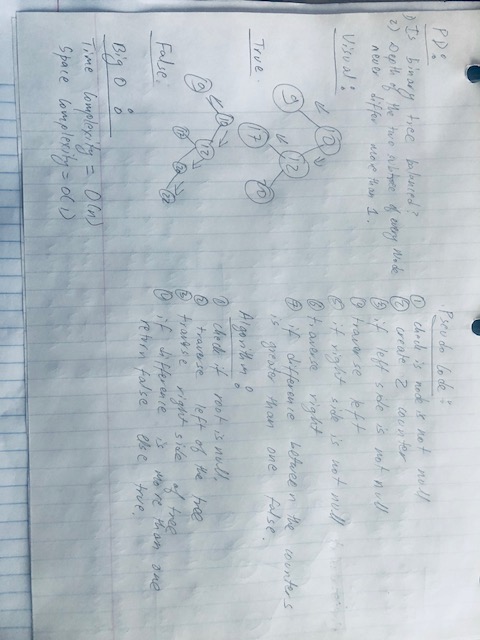 PD:
1) Is binary tree balanced?
2) Depth of the two subtrees of every node
never differ more than 1.
Visual:
9
10
17
12
20
True.
False.
Big O:
Time complexity = O(n)
Space complexity = O(1)
Pseudo Code:
① check is node is not null
② create 2 counter
③ if left side is not null
④ traverse left
⑤ if right side is not null
⑥ traverse right
⑦ if difference between the counters
is greater than one false.
Algorithm:
① check if root is null.
② traverse left of the tree
③ traverse right side of tree
④ if difference is more than one
return false else true.